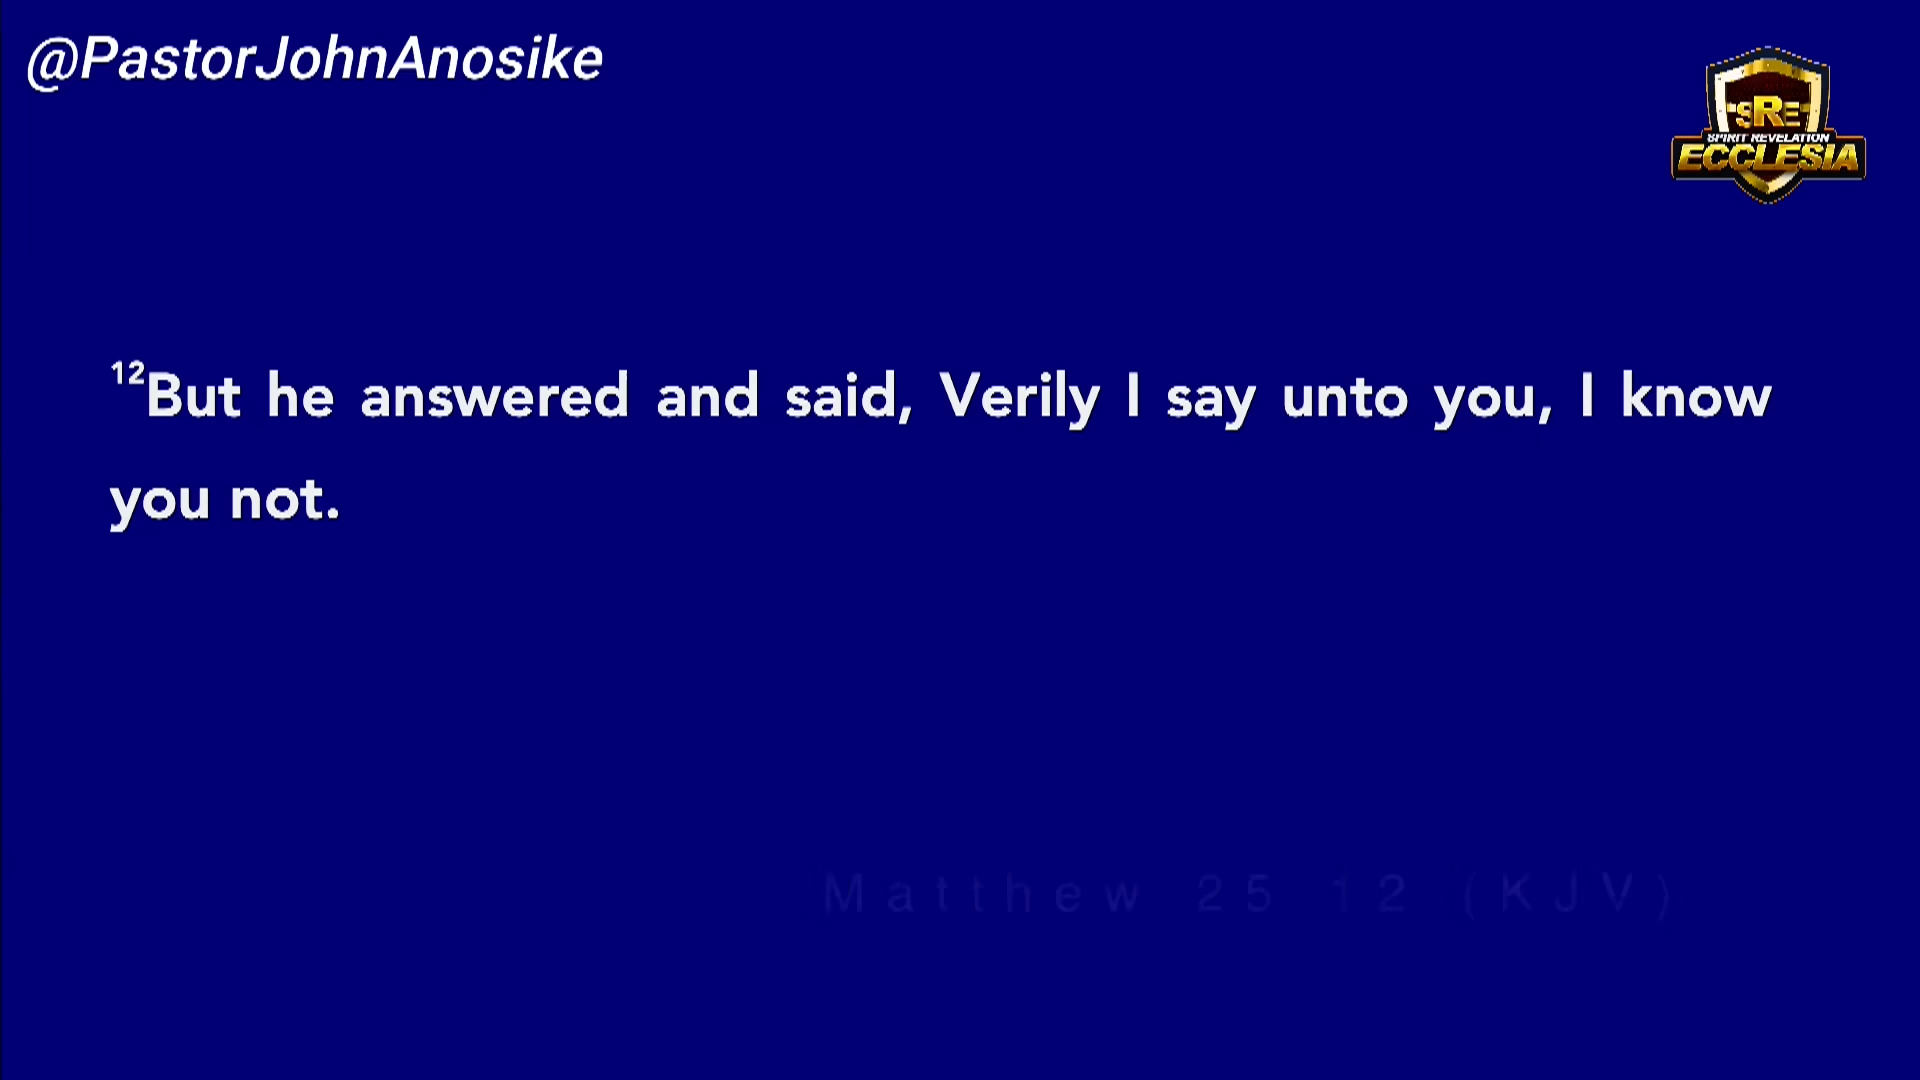 @PastorJohnAnosike
SRE
SPIRIT REVELATION
ECCLESIA
12But he answered and said, Verily I say unto you, I know
you not.
Matthew 25 12 (KJV)